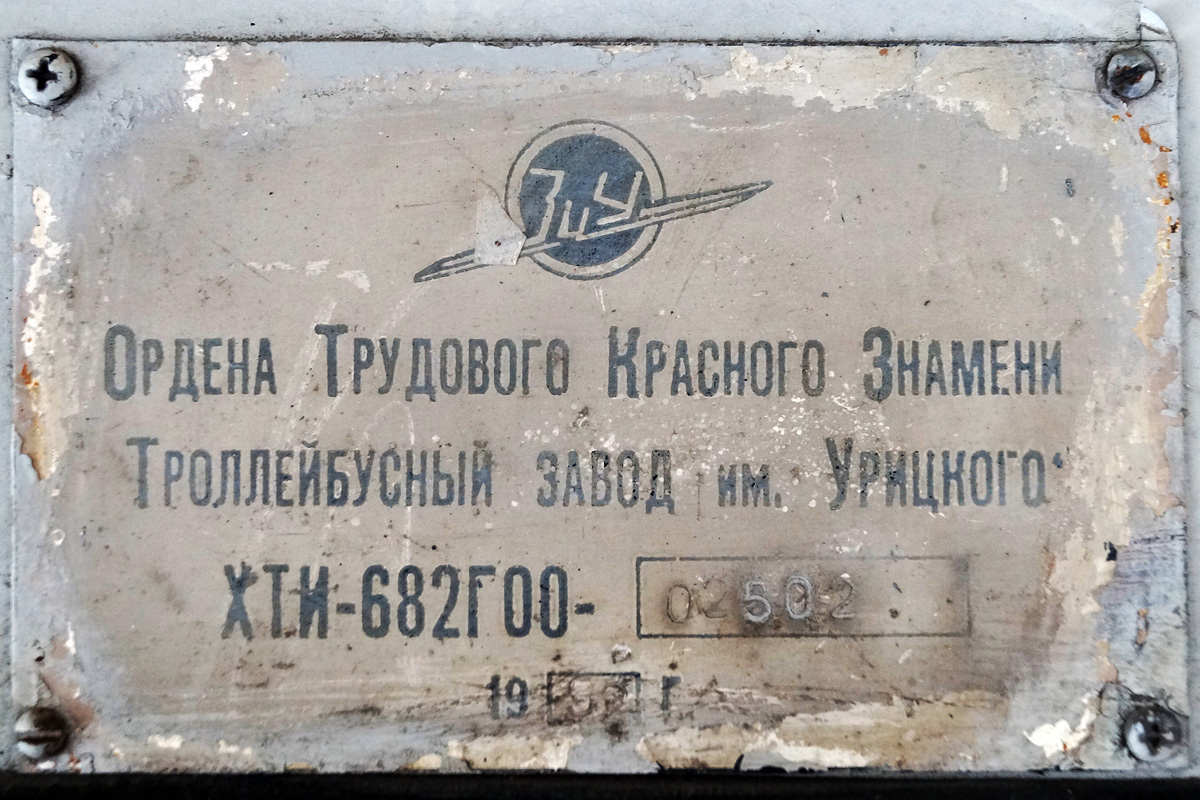 ЗиУ
Ордена Трудового Красного Знамени
Троллейбусный завод им. Урицкого
ХТИ-682Г00- 02502
19 г.